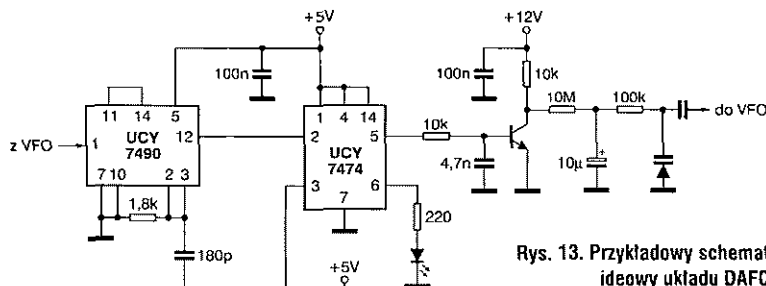 +5V
+12V
100n
100n
10k
11 14 5
10M
100k
do VFO
1 4 14
z VFO
1
UCY
7490
12
2
UCY
7474
5
10k
4,7n
10µ
+
3
6
7 10 2 3
7
1,8k
220
180p
+5V
Rys. 13. Przykładowy schemat
ideowy układu DAFC